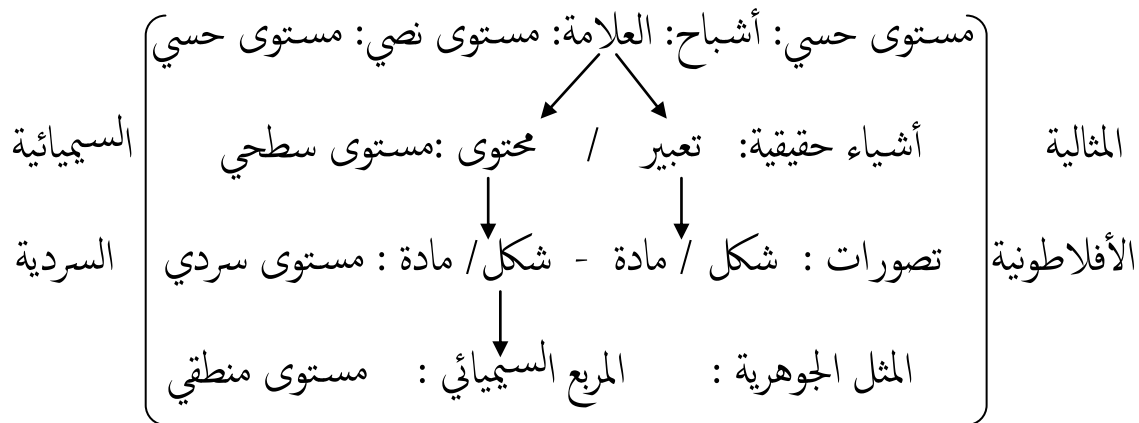 مستوى حسي: أشباح: العلامة: مستوى نصي: مستوى حسي
المثالية أشياء حقيقية: تعبير / محتوى :مستوى سطحي السيميائية
الأفلاطونية تصورات : شكل / مادة - شكل/ مادة : مستوى سردي السردية
المثل الجوهرية : المربع السيميائي : مستوى منطقي